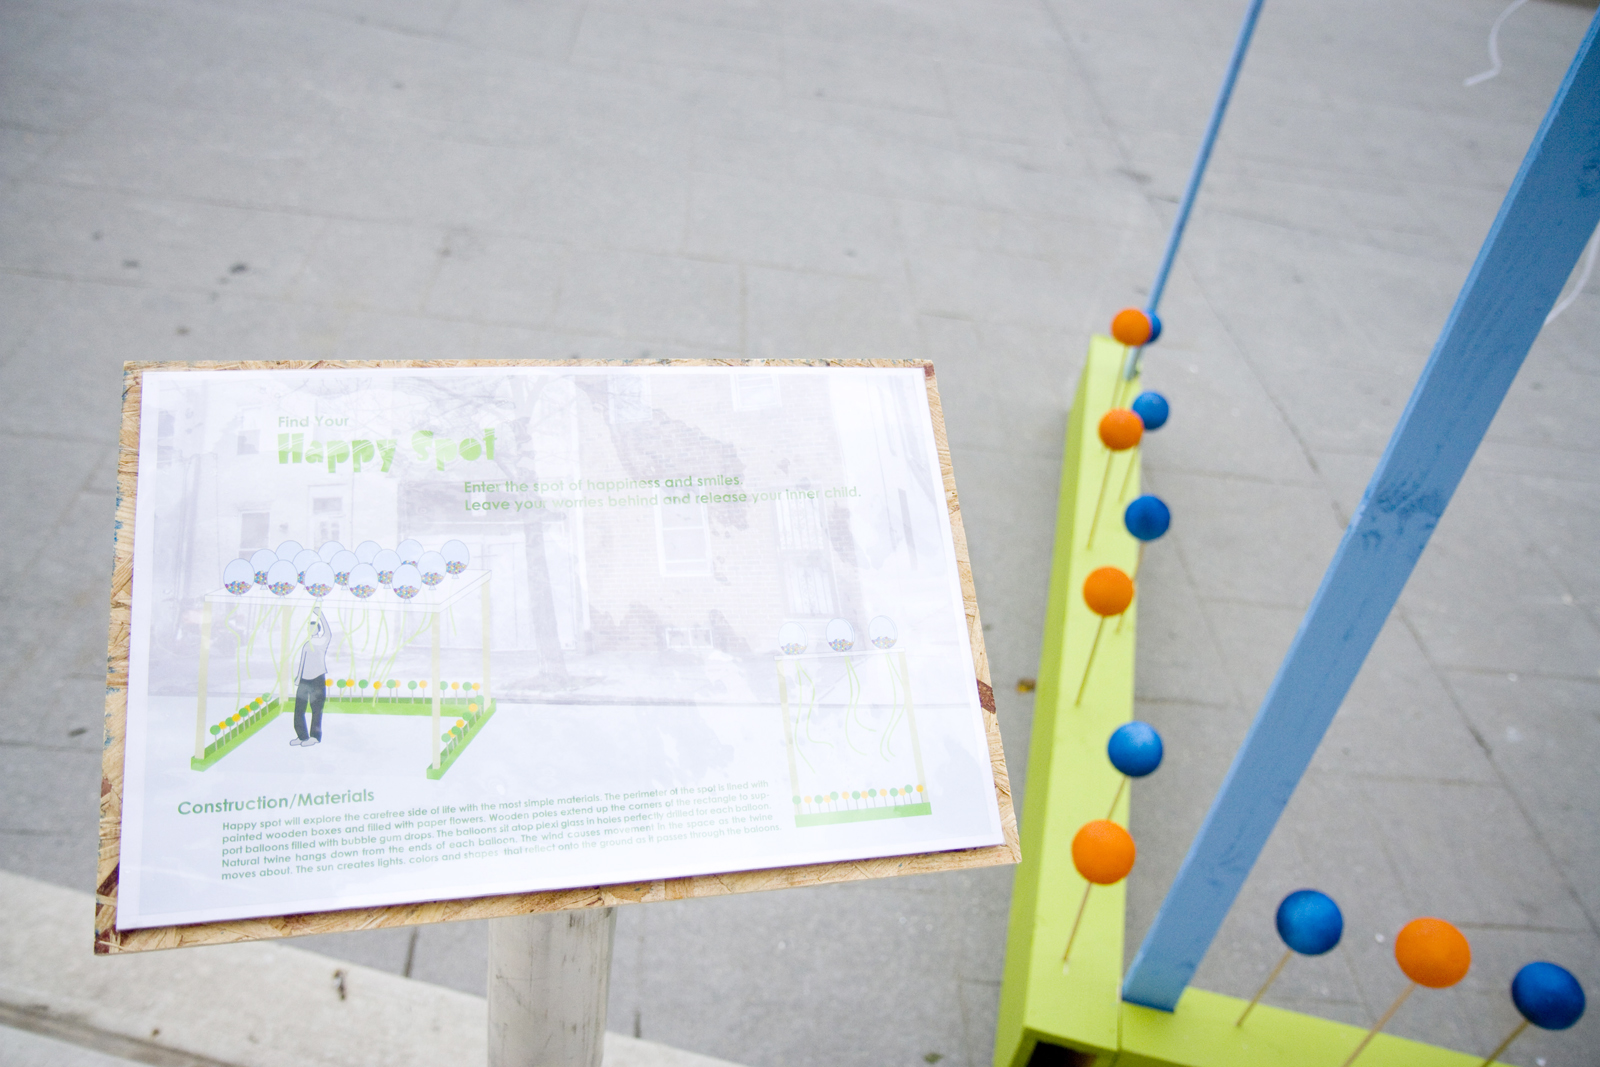 Find Your
Happy Spot
Enter the spot of happiness and smiles.
Leave your worries behind and release your inner child.
Construction/Materials
Happy spot will explore the carefree side of life with the most simple materials. The perimeter of the spot is lined with
painted wooden boxes and filled with paper flowers. Wooden poles extend up the corners of the rectangle to sup-
port balloons filled with bubble gum drops. The balloons sit atop plexi glass in holes perfectly drilled for each balloon.
Natural twine hangs down from the ends of each balloon. The wind causes movement in the space as the twine
moves about. The sun creates lights, colors and shapes that reflect onto the ground as it passes through the balloons.